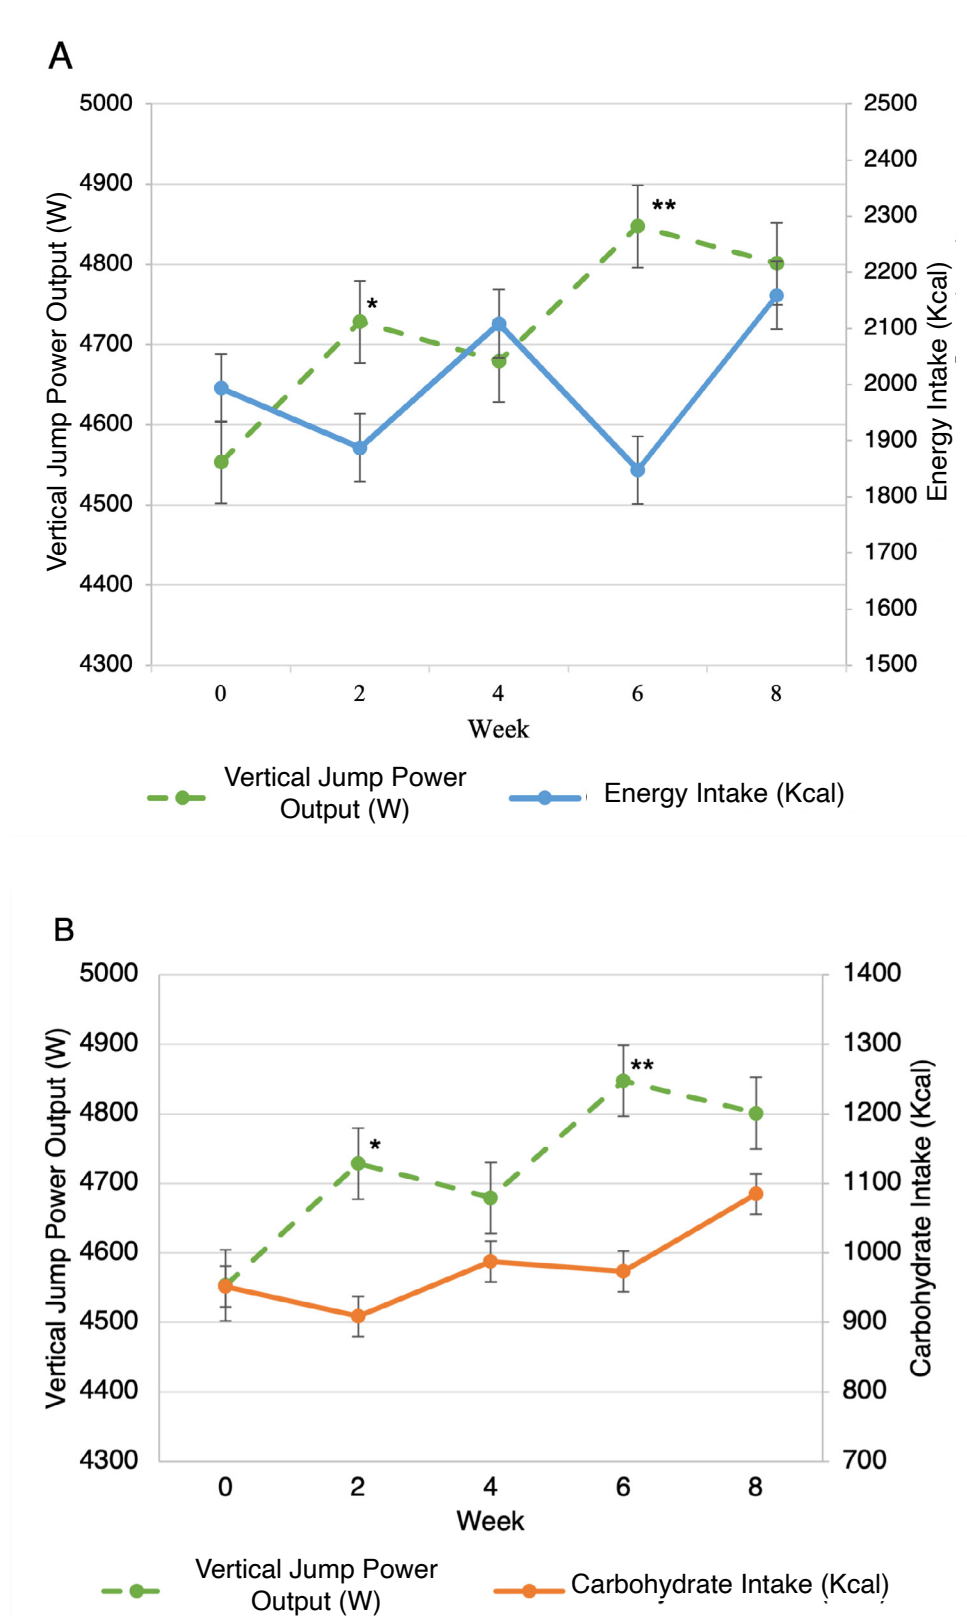 A
Vertical Jump Power Output (W)
5000
4900
4800
4700
4600
4500
4400
4300
2500
2400
2300
2200
2100
2000
1900
1800
1700
1600
1500
Energy Intake (Kcal)
*
**
0 2 4 6 8
Week
Vertical Jump Power
Output (W)
Energy Intake (Kcal)
B
Vertical Jump Power Output (W)
5000
4900
4800
4700
4600
4500
4400
4300
1400
1300
1200
1100
1000
900
800
700
Carbohydrate Intake (Kcal)
*
**
0 2 4 6 8
Week
Vertical Jump Power
Output (W)
Carbohydrate Intake (Kcal)